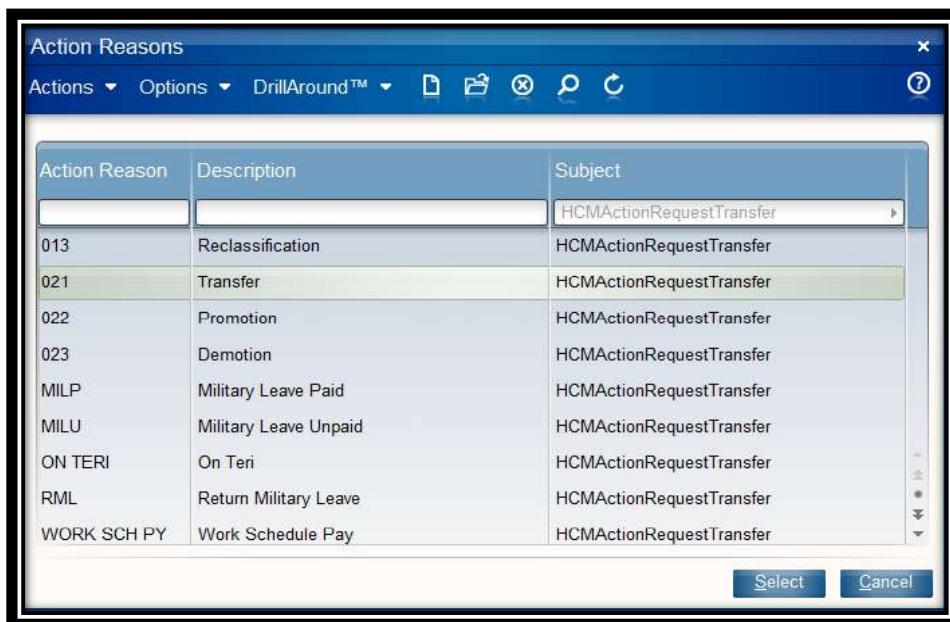 Action Reasons
Actions Options DrillAround™
Action Reason Description Subject
HCMActionRequestTransfer
013 Reclassification HCMActionRequestTransfer
021 Transfer HCMActionRequestTransfer
022 Promotion HCMActionRequestTransfer
023 Demotion HCMActionRequestTransfer
MILP Military Leave Paid HCMActionRequestTransfer
MILU Military Leave Unpaid HCMActionRequestTransfer
ON TERI On Teri HCMActionRequestTransfer
RML Return Military Leave HCMActionRequestTransfer
WORK SCH PY Work Schedule Pay HCMActionRequestTransfer
Select Cancel